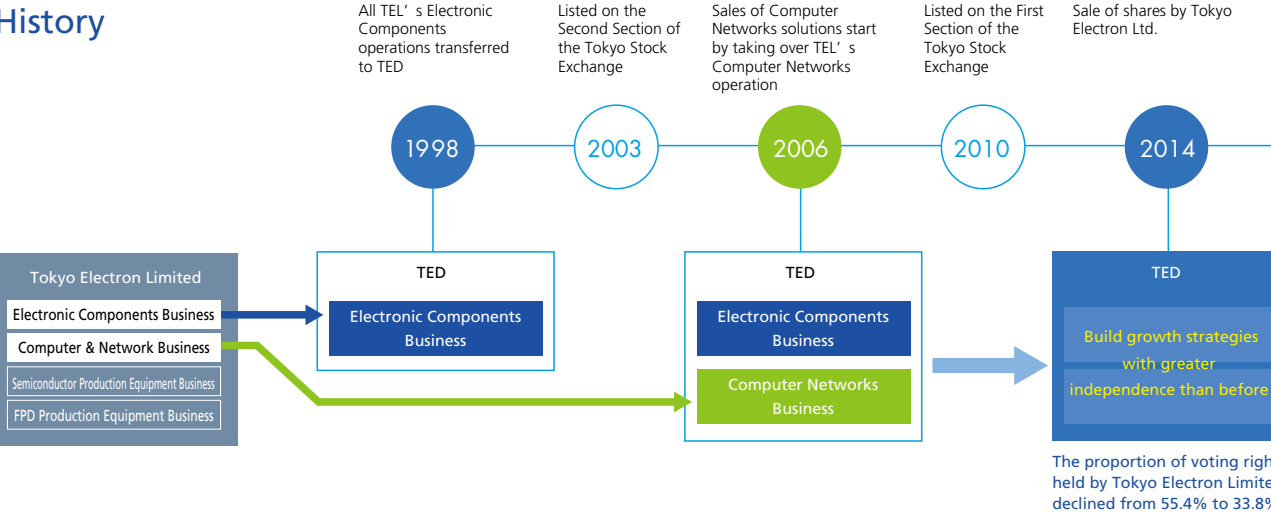 History
All TEL’s Electronic
Components
operations transferred
to TED
Listed on the
Second Section of
the Tokyo Stock
Exchange
Sales of Computer
Networks solutions start
by taking over TEL’s
Computer Networks
operation
Listed on the First
Section of the
Tokyo Stock
Exchange
Sale of shares by Tokyo
Electron Ltd.
1998
2003
2006
2010
2014
Tokyo Electron Limited
Electronic Components Business
Computer & Network Business
Semiconductor Production Equipment Business
FPD Production Equipment Business
TED
Electronic Components
Business
TED
Electronic Components
Business
Computer Networks
Business
TED
Build growth strategies
with greater
independence than before
The proportion of voting righ
held by Tokyo Electron Limite
declined from 55.4% to 33.8%